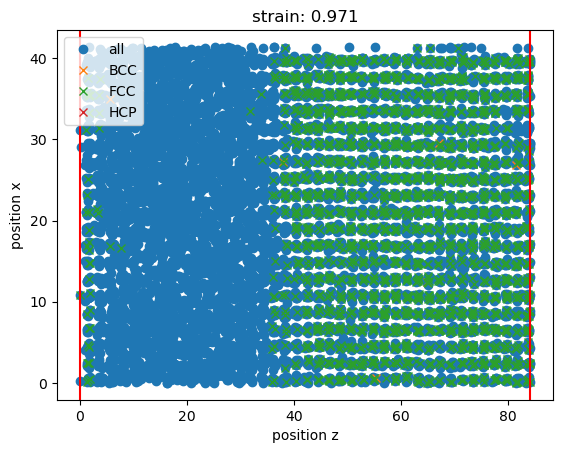 strain: 0.971
all
BCC
FCC
HCP
40
30
20
10
0
position x
0
20
40
60
80
position z